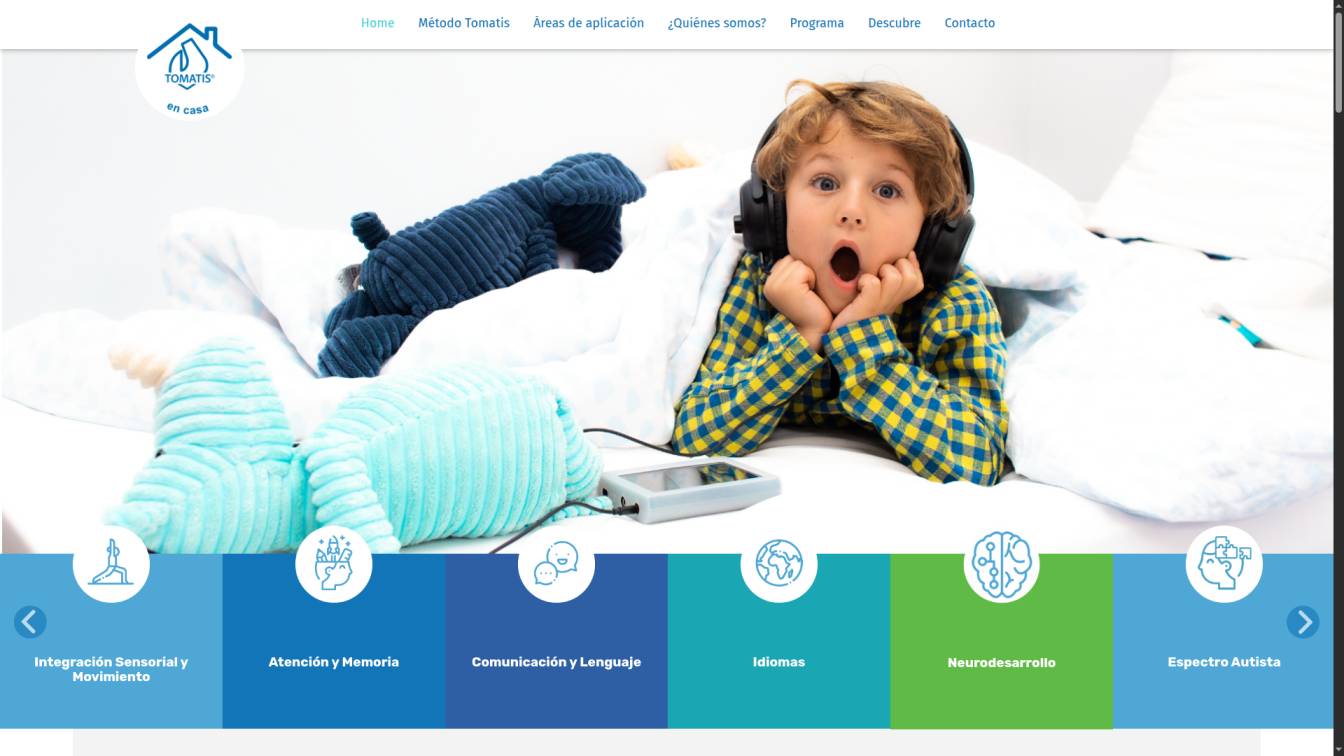 Home
Método Tomatis
Áreas de aplicación
¿Quiénes somos?
Programa
Descubre
Contacto
TOMATIS®
en casa
Integración Sensorial y
Movimiento
Atención y Memoria
Comunicación y Lenguaje
Idiomas
Neurodesarrollo
Espectro Autista